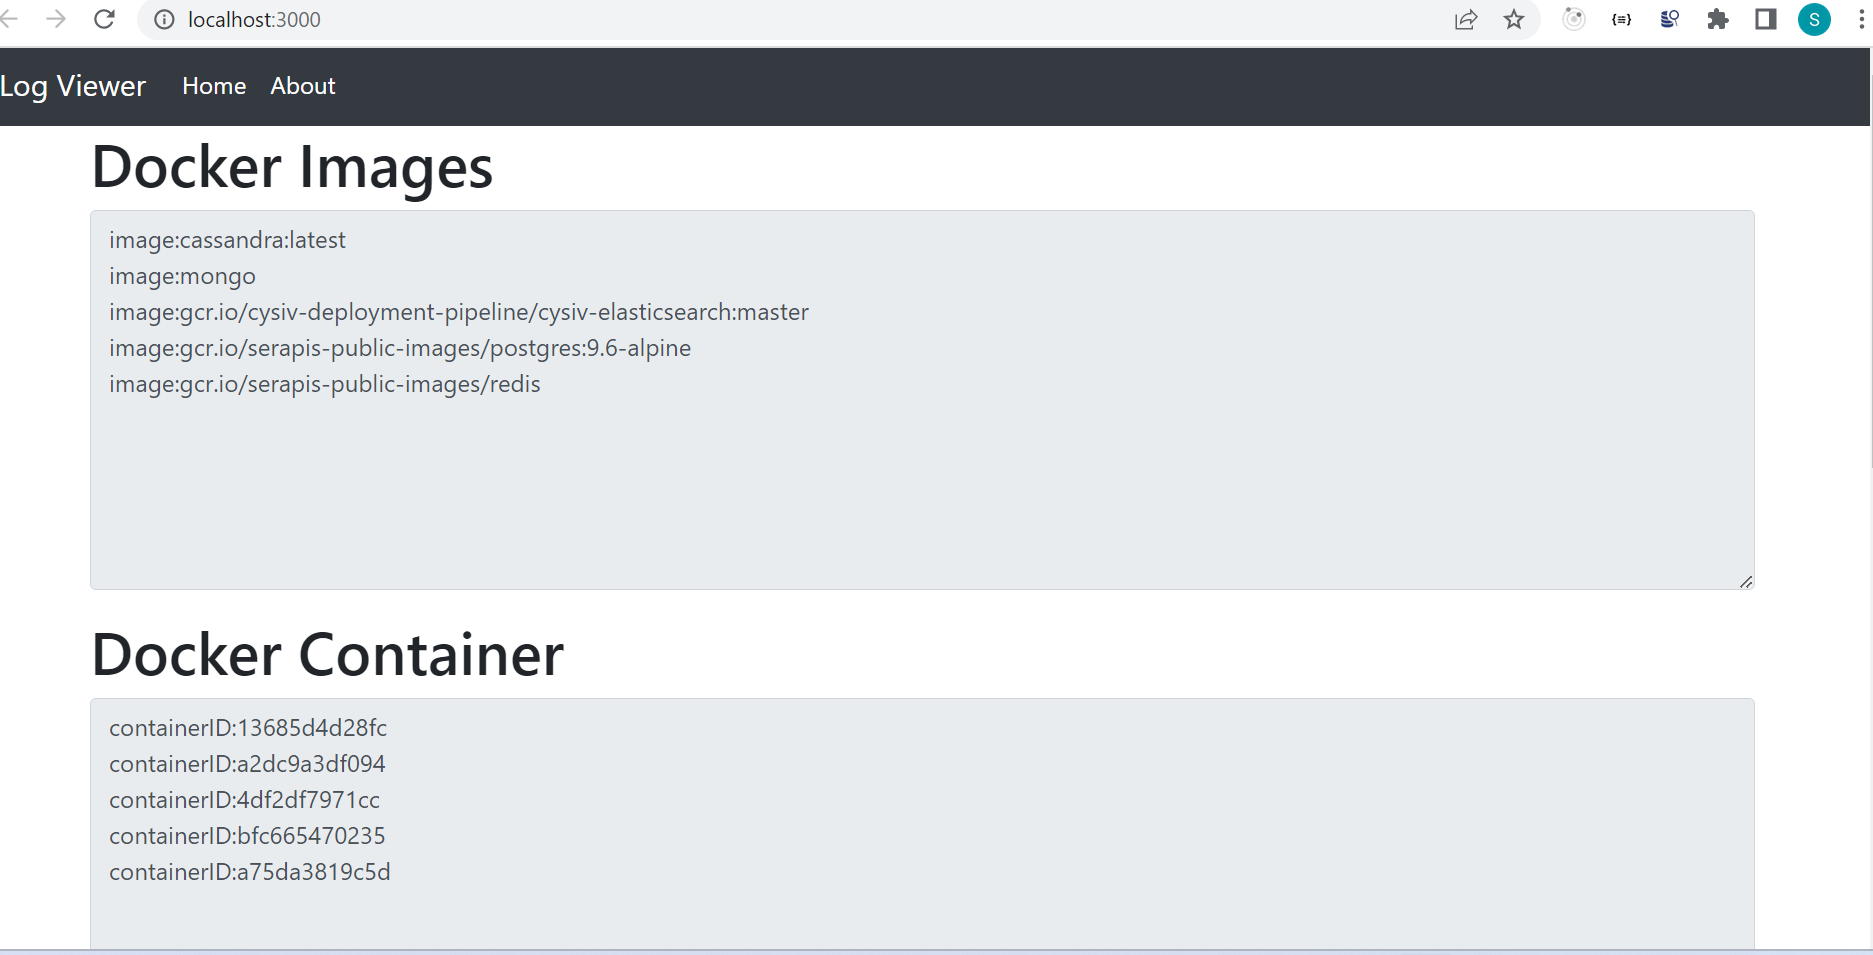 localhost:3000
S
Log Viewer Home About
Docker Images
image:cassandra:latest
image:mongo
image:gcr.io/cysiv-deployment-pipeline/cysiv-elasticsearch:master
image:gcr.io/serapis-public-images/postgres:9.6-alpine
image:gcr.io/serapis-public-images/redis
Docker Container
containerID:13685d4d28fc
containerID:a2dc9a3df094
containerID:4df2df7971cc
containerID:bfc665470235
containerID:a75da3819c5d